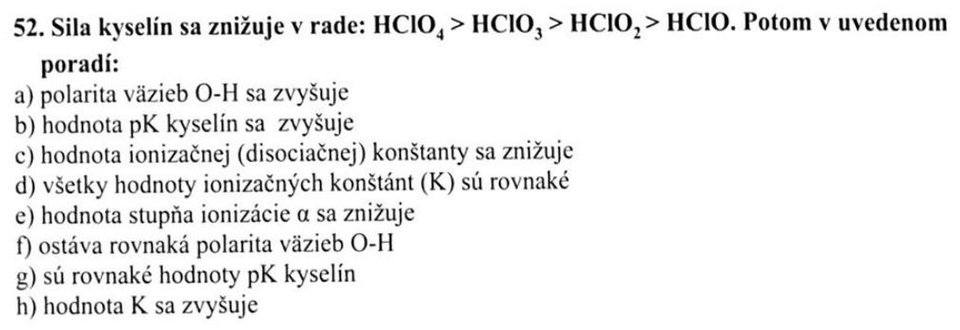 52. Sila kyselín sa znižuje v rade: HClO₄ > HClO₃ > HClO₂ > HClO. Potom v uvedenom
poradí:
a) polarita väzieb O-H sa zvyšuje
b) hodnota pK kyselín sa zvyšuje
c) hodnota ionizačnej (disociačnej) konštanty sa znižuje
d) všetky hodnoty ionizačných konštánt (K) sú rovnaké
e) hodnota stupňa ionizácie α sa znižuje
f) ostáva rovnaká polarita väzieb O-H
g) sú rovnaké hodnoty pK kyselín
h) hodnota K sa zvyšuje